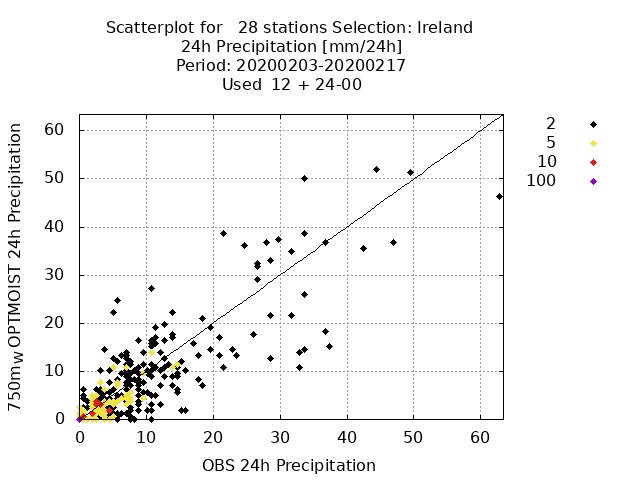 Scatterplot for   28 stations Selection: Ireland
24h Precipitation [mm/24h]
Period: 20200203-20200217
Used  12 + 24-00
2
5
10
100
60
50
40
30
20
10
0
750mW OPTMOIST 24h Precipitation
0 10 20 30 40 50 60
OBS 24h Precipitation